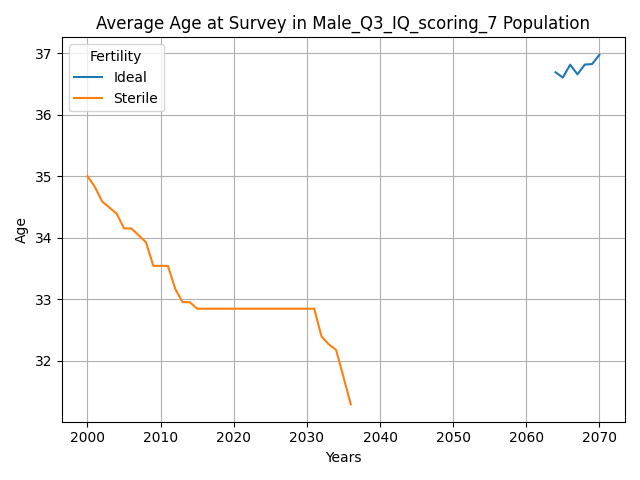 Average Age at Survey in Male_Q3_IQ_scoring_7 Population
Fertility
Ideal
Sterile
37
36
35
34
33
32
Age
2000 2010 2020 2030 2040 2050 2060 2070
Years